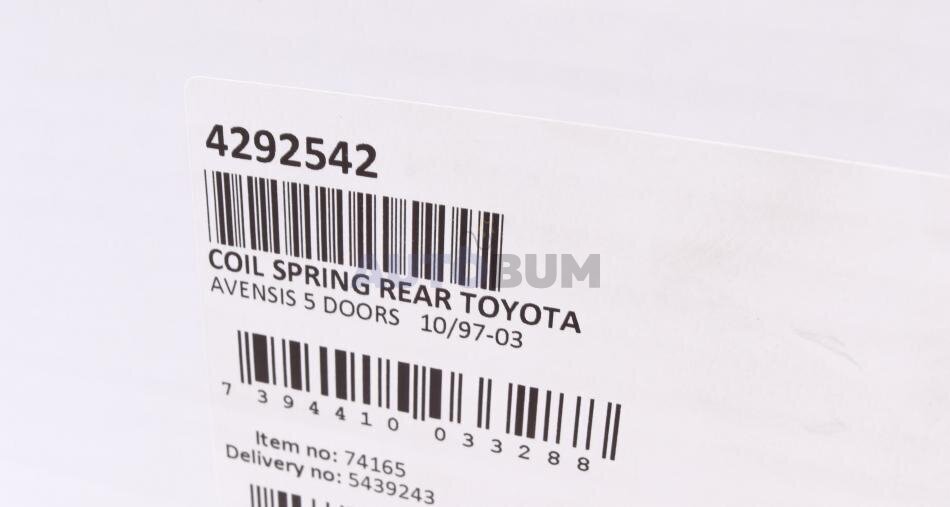 4292542
AUTOBUM
COIL SPRING REAR TOYOTA
AVENSIS 5 DOORS 10/97-03
7 394410 033288
Item no: 74165
Delivery no: 5439243